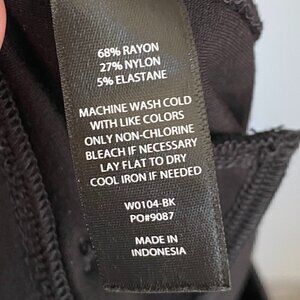 68% RAYON
27% NYLON
5% ELASTANE
MACHINE WASH COLD
WITH LIKE COLORS
ONLY NON-CHLORINE
BLEACH IF NECESSARY
LAY FLAT TO DRY
COOL IRON IF NEEDED
W0104-BK
PO#9087
MADE IN
INDONESIA